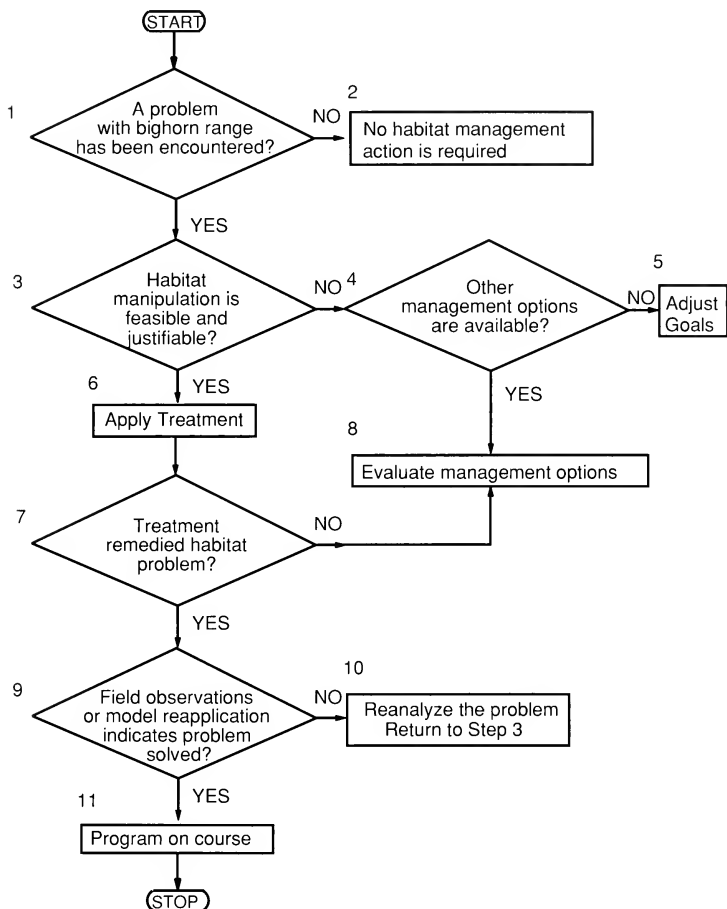 START
1
A problem
with bighorn range
has been encountered?
NO
2
No habitat management
action is required
YES
3
Habitat
manipulation is
feasible and
justifiable?
NO
4
Other
management options
are available?
NO
5
Adjust
Goals
YES
6
Apply Treatment
YES
8
Evaluate management options
7
Treatment
remedied habitat
problem?
NO
YES
9
Field observations
or model reapplication
indicates problem
solved?
NO
10
Reanalyze the problem
Return to Step 3
YES
11
Program on course
STOP